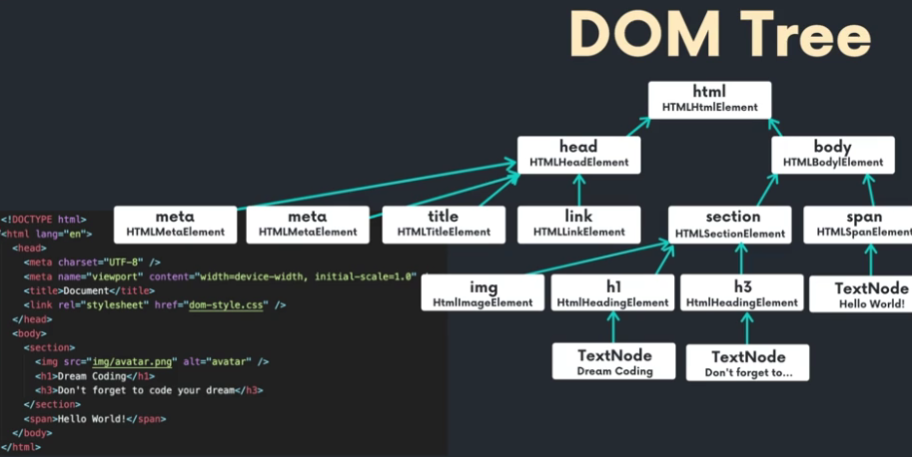 DOM Tree
html
HTMLHtmlElement
head
HTMLHeadElement
body
HTMLBodylElement
meta
HTMLMetaElement
meta
HTMLMetaElement
title
HTMLTitleElement
link
HTMLLinkElement
section
HTMLSectionElement
span
HTMLSpanElement
img
HtmlImageElement
h1
HtmlHeadingElement
h3
HtmlHeadingElement
TextNode
Hello World!
TextNode
Dream Coding
TextNode
Don't forget to...
<!DOCTYPE html>
<html lang="en">
<head>
<meta charset="UTF-8" />
<meta name="viewport" content="width=device-width, initial-scale=1.0"
<title>Document</title>
<link rel="stylesheet" href="dom-style.css" />
</head>
<body>
<section>
<img src="img/avatar.png" alt="avatar" />
<h1>Dream Coding</h1>
<h3>Don't forget to code your dream</h3>
</section>
<span>Hello World!</span>
</body>
</html>